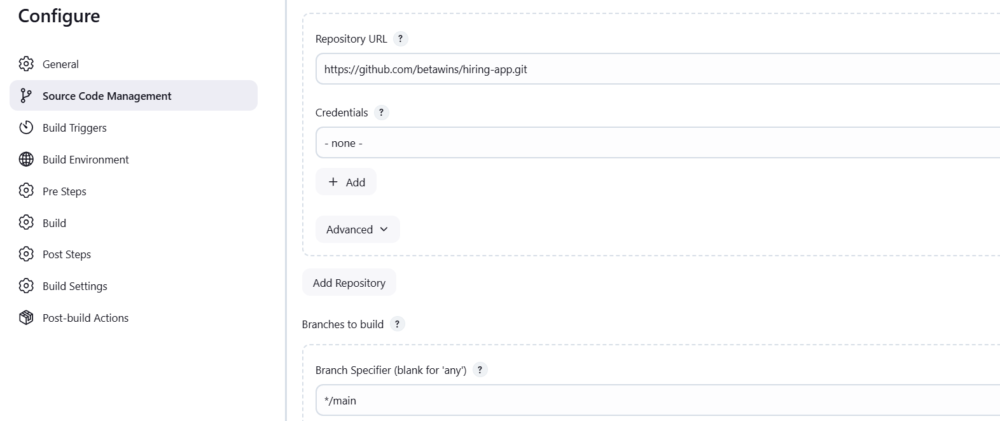 Configure
General
Source Code Management
Build Triggers
Build Environment
Pre Steps
Build
Post Steps
Build Settings
Post-build Actions
Repository URL ?
https://github.com/betawins/hiring-app.git
Credentials ?
- none -
+ Add
Advanced
Add Repository
Branches to build ?
Branch Specifier (blank for 'any') ?
*/main